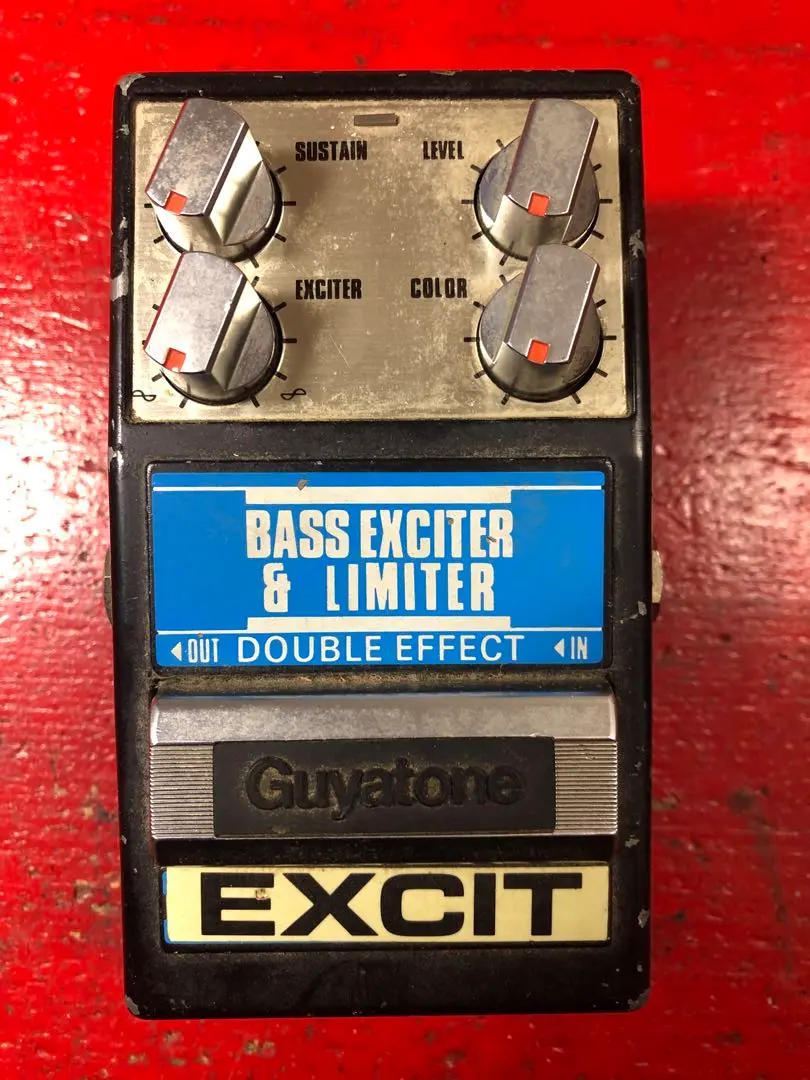 SUSTAIN LEVEL
EXCITER COLOR
BASS EXCITER
& LIMITER
◀OUT DOUBLE EFFECT ◀IN
Guyatone
EXCIT